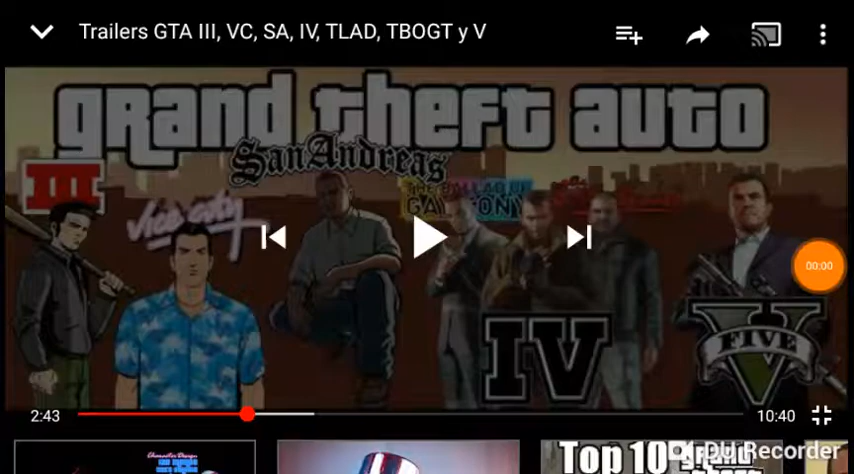 Trailers GTA III, VC, SA, IV, TLAD, TBOGT y V
grand theft auto
San Andreas
III
THE BALLAD OF
GAY TONY
vice city
00:00
IV
V
FIVE
2:43
10:40
Top 10
DU Recorder